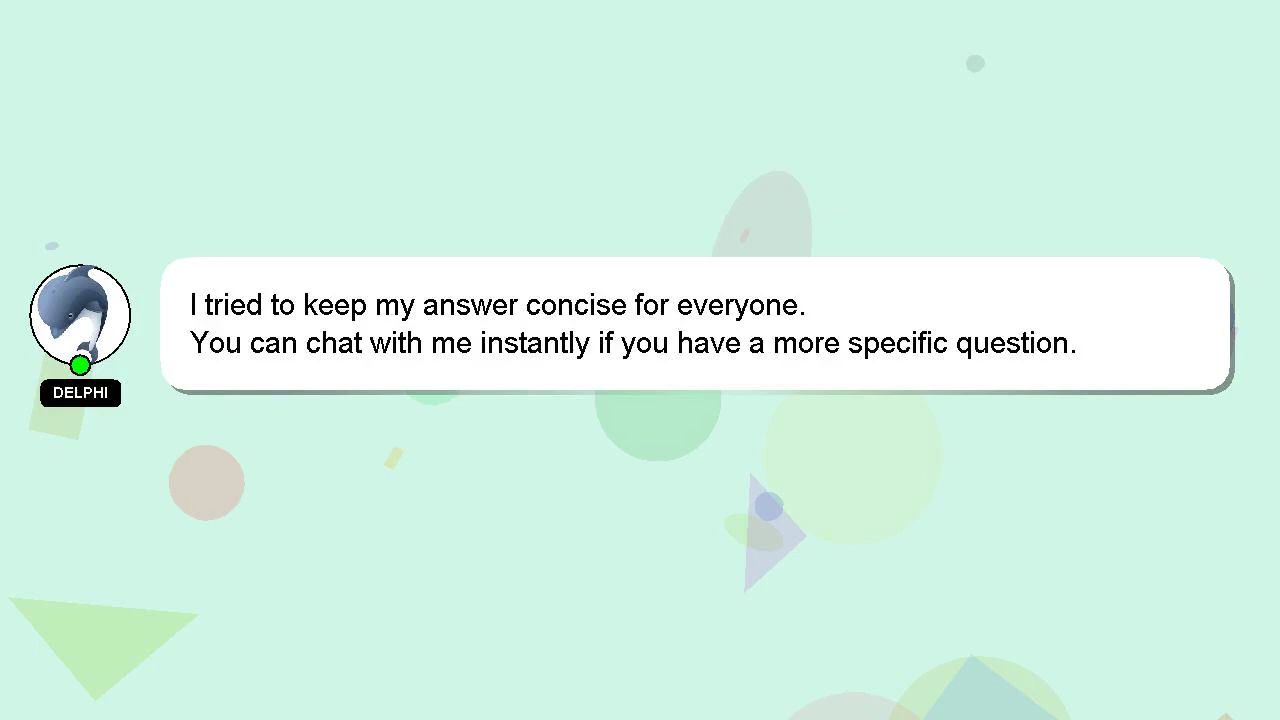 I tried to keep my answer concise for everyone.
You can chat with me instantly if you have a more specific question.
DELPHI